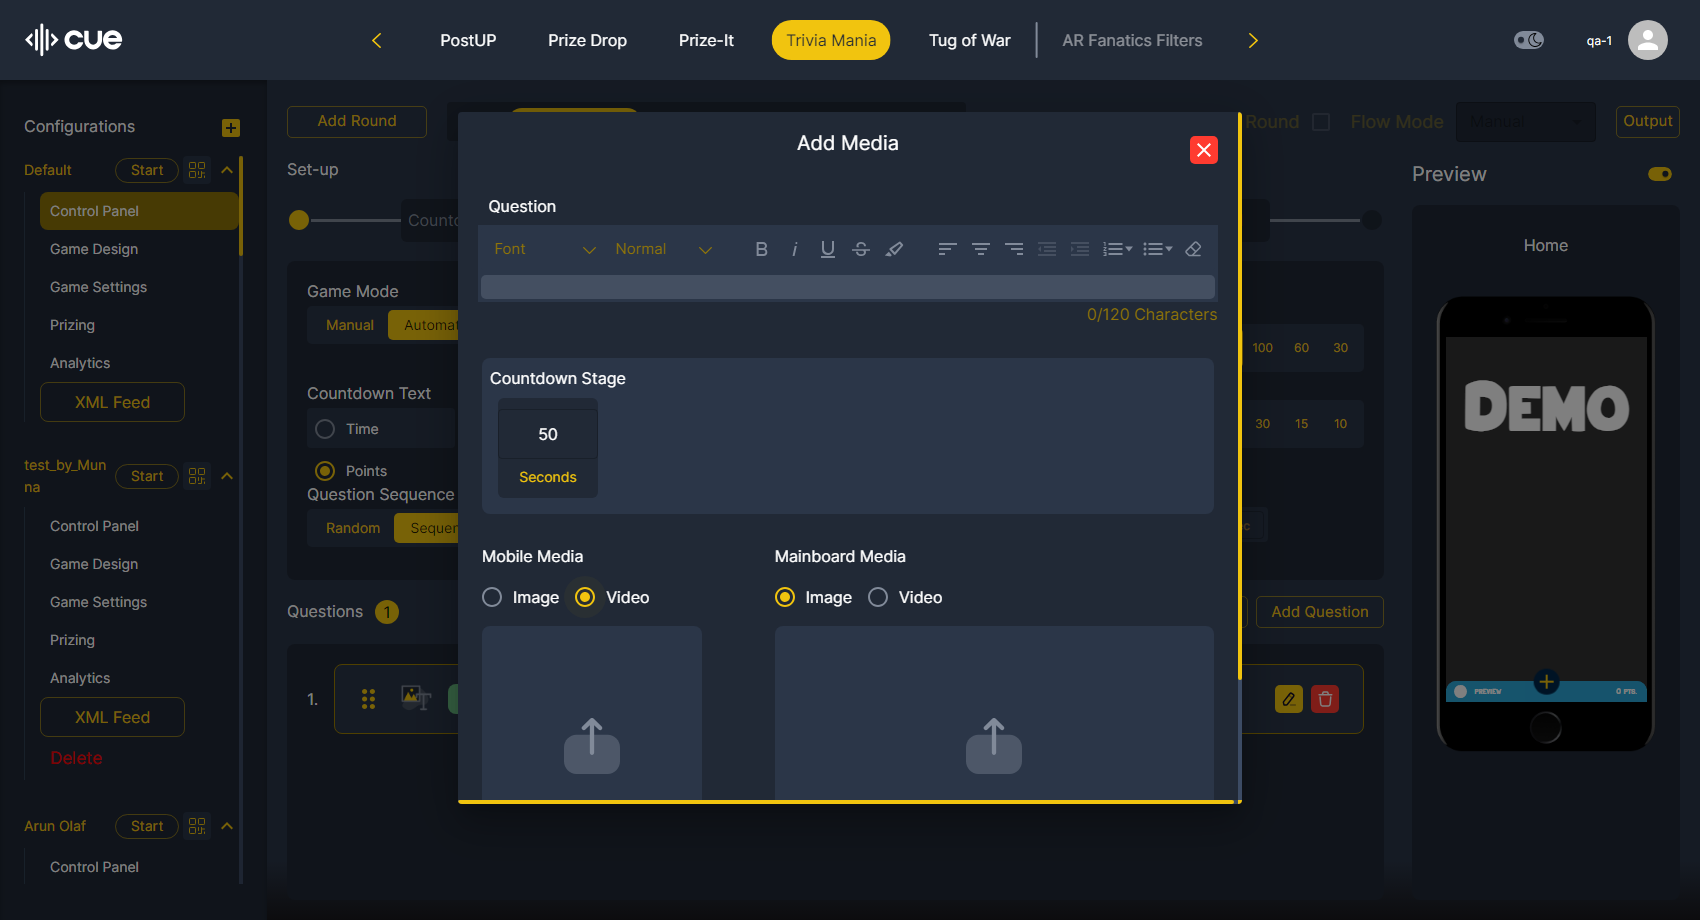 cue
PostUP
Prize Drop
Prize-It
Trivia Mania
Tug of War
AR Fanatics Filters
qa-1
Configurations
Default
Start
Control Panel
Game Design
Game Settings
Prizing
Analytics
XML Feed
test_by_Mun
na
Start
Control Panel
Game Design
Game Settings
Prizing
Analytics
XML Feed
Delete
Arun Olaf
Start
Control Panel
Add Round
Round
Flow Mode
Manual
Output
Set-up
Game Mode
Manual
Countdown Text
Time
Points
Question Sequence
Random
100 60 30
30 15 10
Questions 1
Add Question
1.
Add Media
Question
Font
Normal
B i U S
0/120 Characters
Countdown Stage
50
Seconds
Mobile Media
Image
Video
Mainboard Media
Image
Video
Preview
Home
DEMO
PREVIEW
0 PTS.